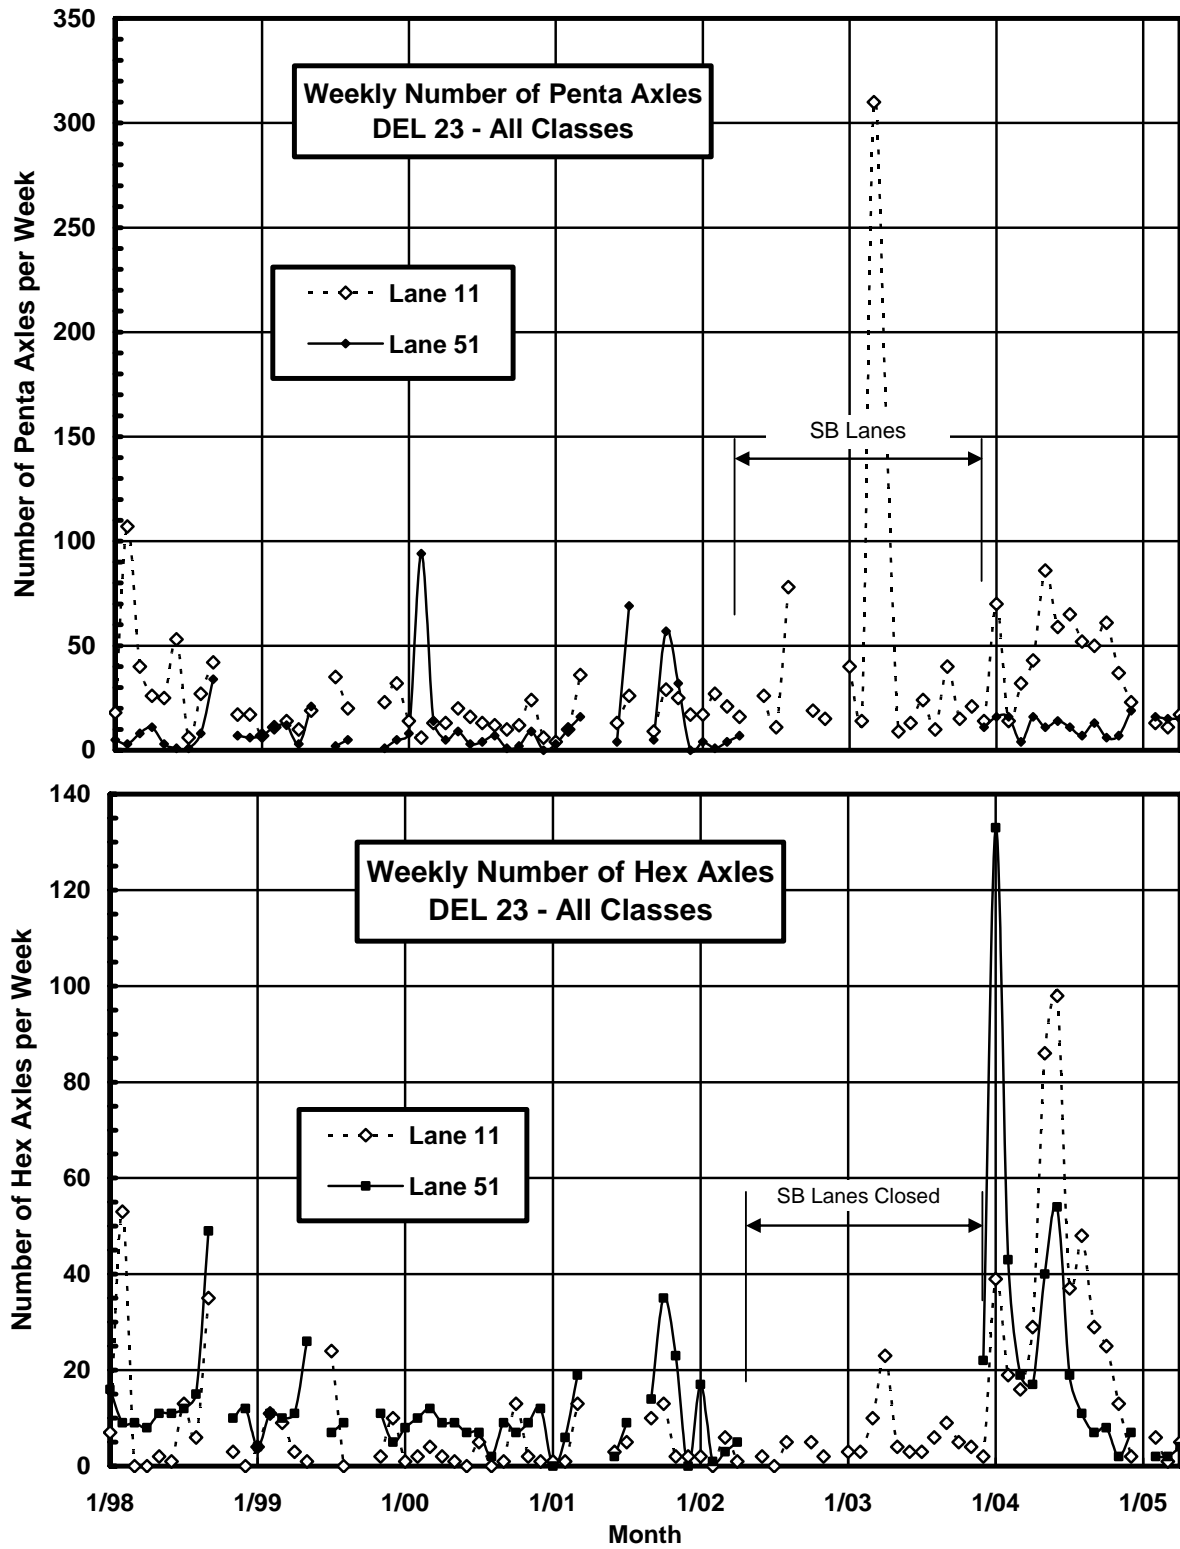 350
300
250
200
150
100
50
0
Number of Penta Axles per Week
Weekly Number of Penta Axles
DEL 23 - All Classes
Lane 11
Lane 51
SB Lanes
140
120
100
80
60
40
20
0
Number of Hex Axles per Week
Weekly Number of Hex Axles
DEL 23 - All Classes
Lane 11
Lane 51
SB Lanes Closed
1/98 1/99 1/00 1/01 1/02 1/03 1/04 1/05
Month